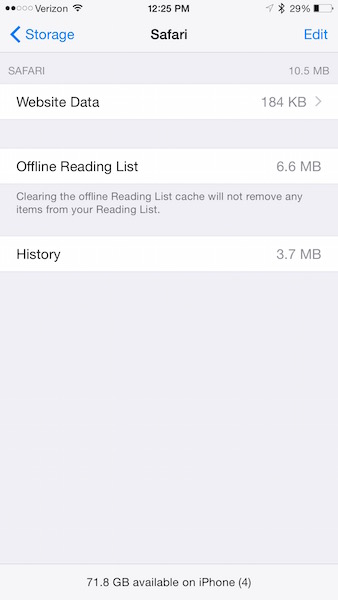 Verizon 12:25 PM 29%
Storage Safari Edit
SAFARI 10.5 MB
Website Data 184 KB
Offline Reading List 6.6 MB
Clearing the offline Reading List cache will not remove any
items from your Reading List.
History 3.7 MB
71.8 GB available on iPhone (4)